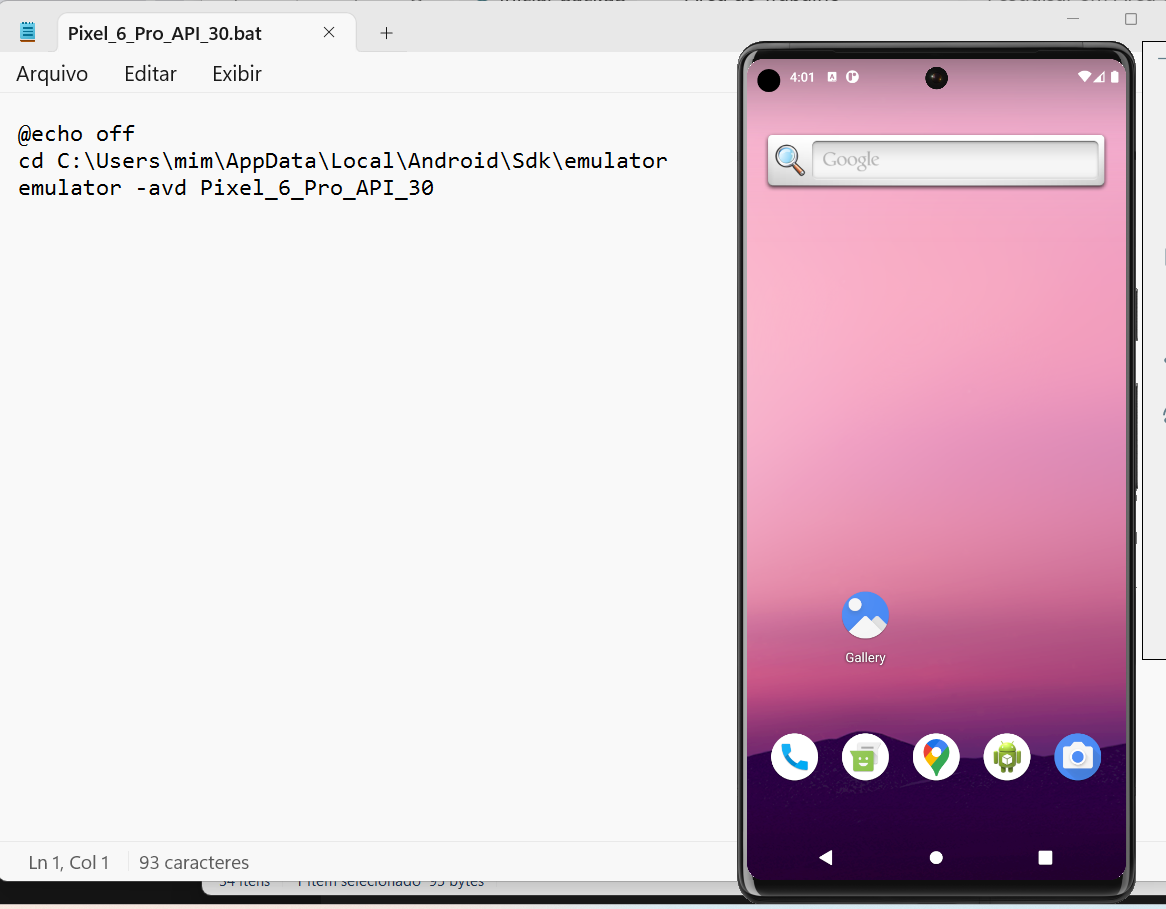 Pixel_6_Pro_API_30.bat
Arquivo Editar Exibir
@echo off
cd C:\Users\mim\AppData\Local\Android\Sdk\emulator
emulator -avd Pixel_6_Pro_API_30
Ln 1, Col 1 93 caracteres
54 itens 1 item selecionado 93 bytes
4:01
Google
Gallery